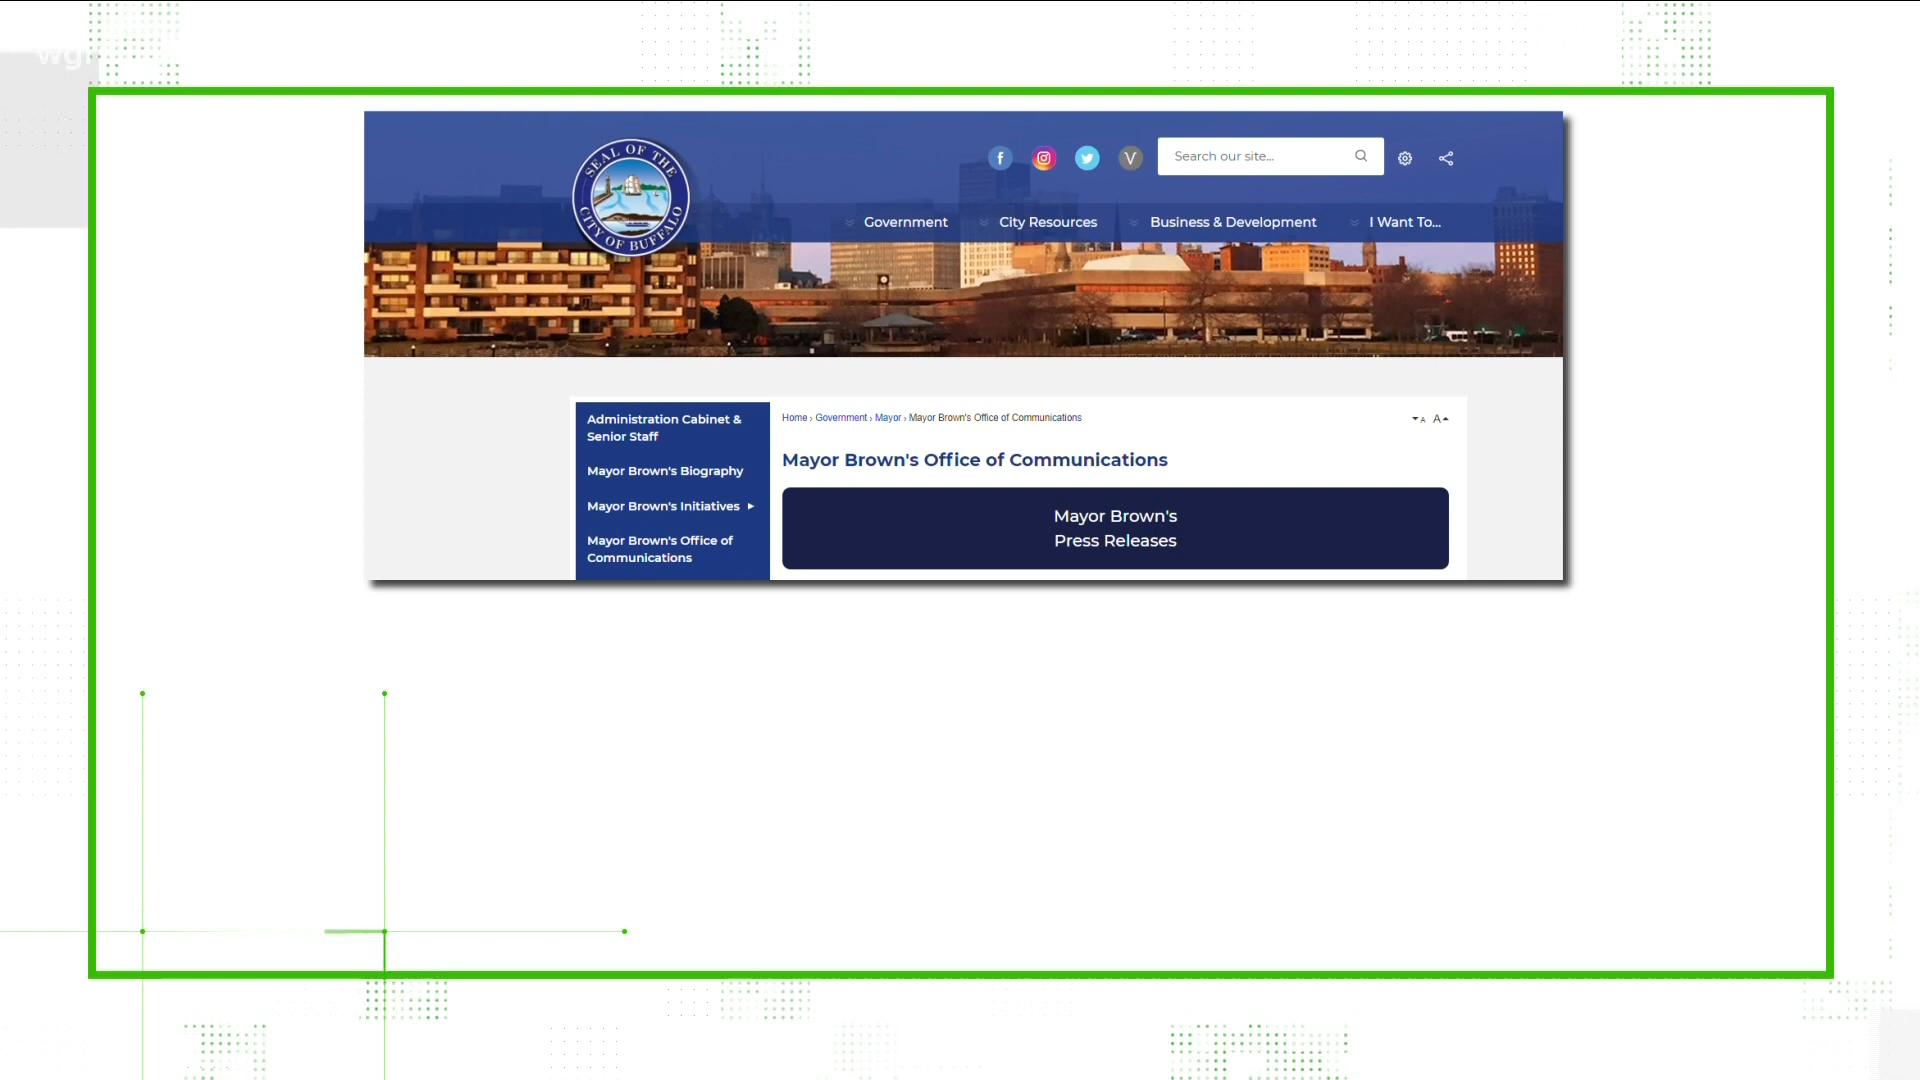 SEAL OF THE
CITY OF BUFFALO
Search our site...
Government
City Resources
Business & Development
I Want To...
Administration Cabinet &
Senior Staff
Mayor Brown's Biography
Mayor Brown's Initiatives
Mayor Brown's Office of
Communications
Home › Government › Mayor › Mayor Brown's Office of Communications
A A
Mayor Brown's Office of Communications
Mayor Brown's
Press Releases